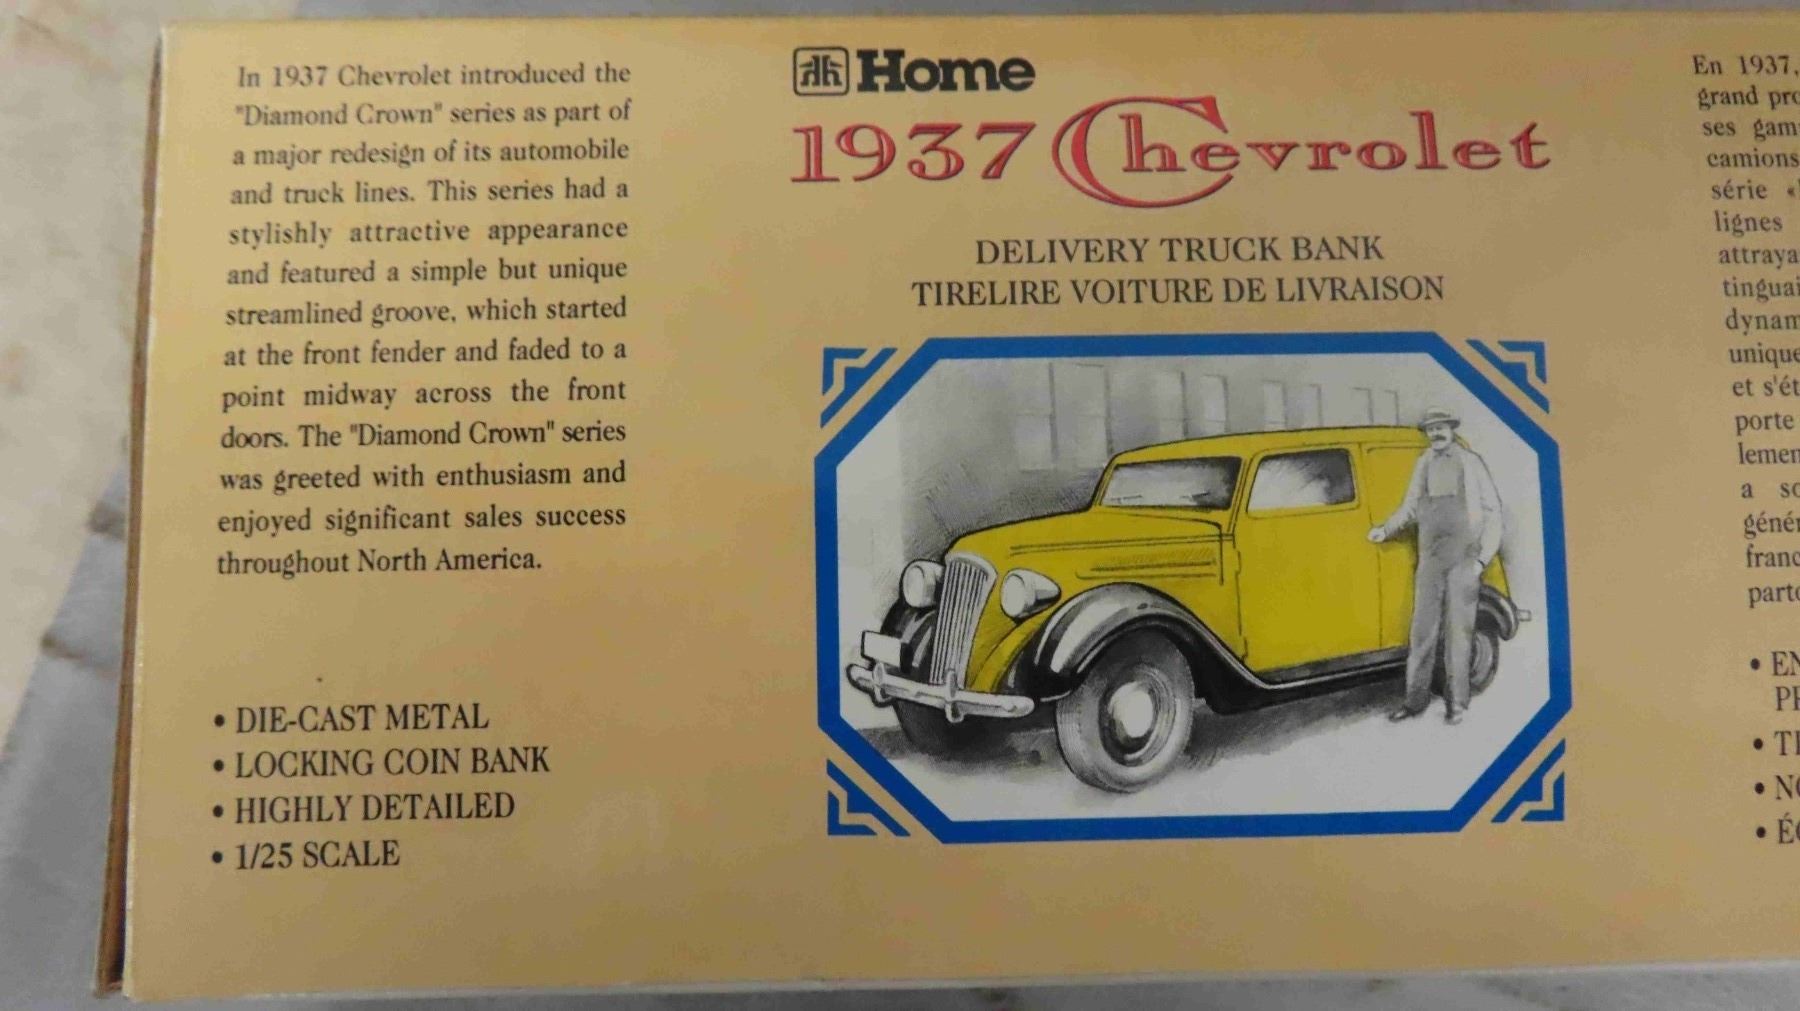 In 1937 Chevrolet introduced the
"Diamond Crown" series as part of
a major redesign of its automobile
and truck lines. This series had a
stylishly attractive appearance
and featured a simple but unique
streamlined groove, which started
at the front fender and faded to a
point midway across the front
doors. The "Diamond Crown" series
was greeted with enthusiasm and
enjoyed significant sales success
throughout North America.
• DIE-CAST METAL
• LOCKING COIN BANK
• HIGHLY DETAILED
• 1/25 SCALE
Home
1937 Chevrolet
DELIVERY TRUCK BANK
TIRELIRE VOITURE DE LIVRAISON
En 1937,
grand
ses
camions
série
lignes
unique
et
porte
a